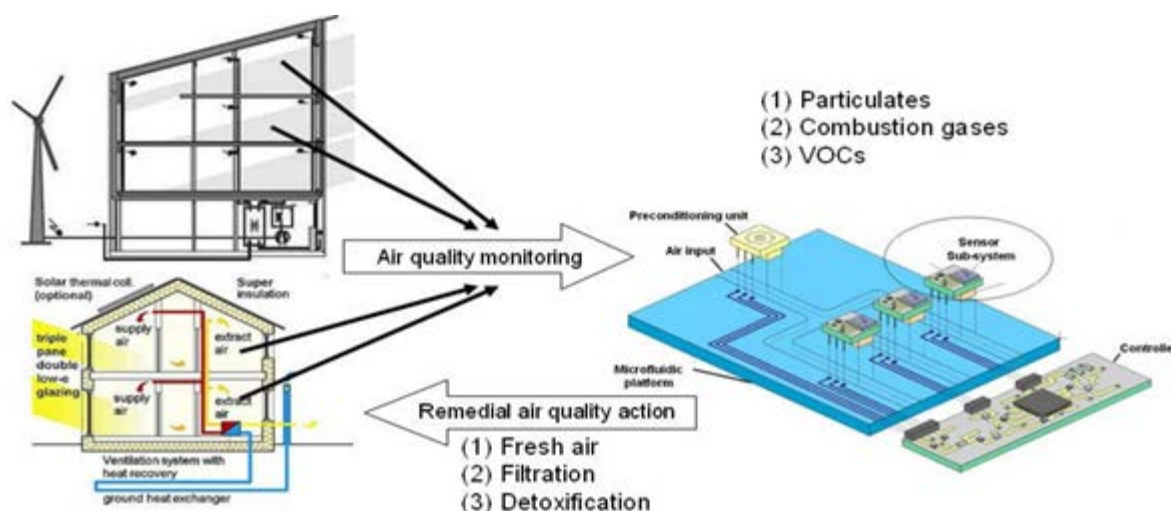 (1) Particulates
(2) Combustion gases
(3) VOCs
Preconditioning unit
Air input
Sensor
Sub-system
Air quality monitoring
Solar thermal coll.
(optional)
Super
insulation
supply
air
extract
air
triple
pane
double
low-e
glazing
supply
air
extract
air
Microfluidic
platform
Controlle
Remedial air quality action
(1) Fresh air
(2) Filtration
(3) Detoxification
Ventilation system with
heat recovery
ground heat exchanger